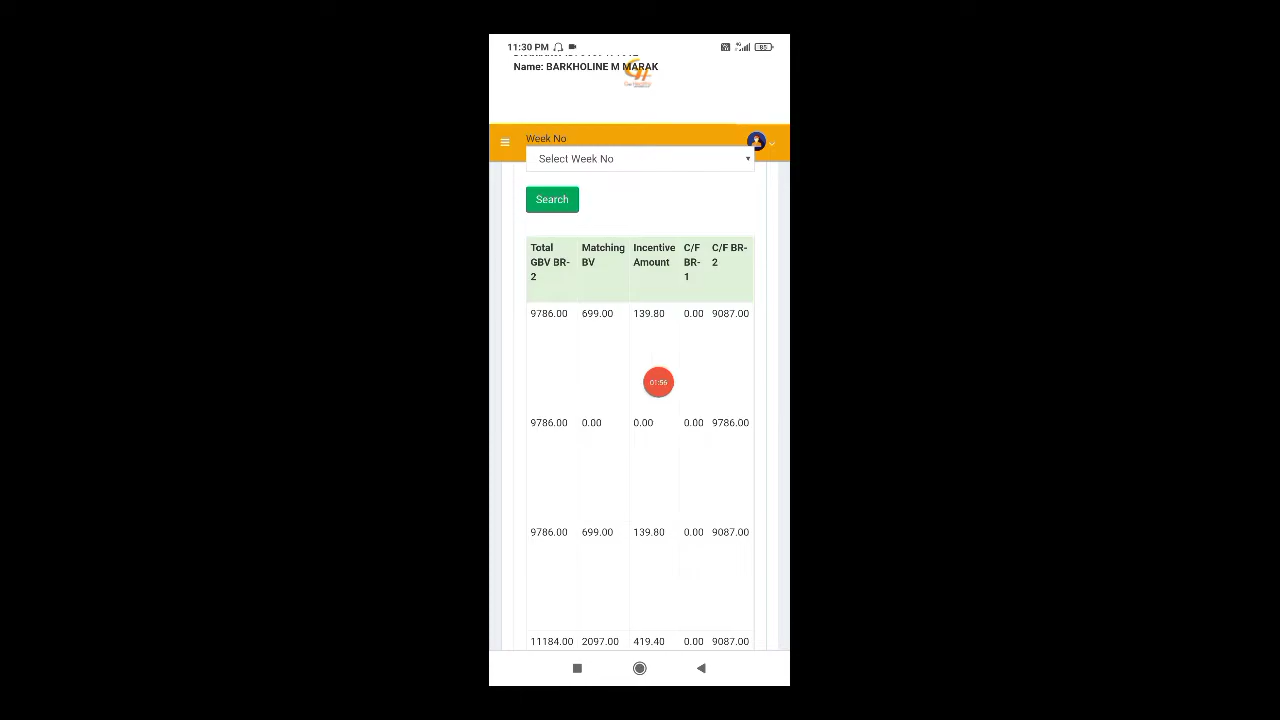 11:30 PM
85
Name: BARKHOLINE M MARAK
Week No
Select Week No
Search
Total GBV BR-2 Matching BV Incentive Amount C/F BR-1 C/F BR-2
9786.00 699.00 139.80 0.00 9087.00
01:56
9786.00 0.00 0.00 0.00 9786.00
9786.00 699.00 139.80 0.00 9087.00
11184.00 2097.00 419.40 0.00 9087.00